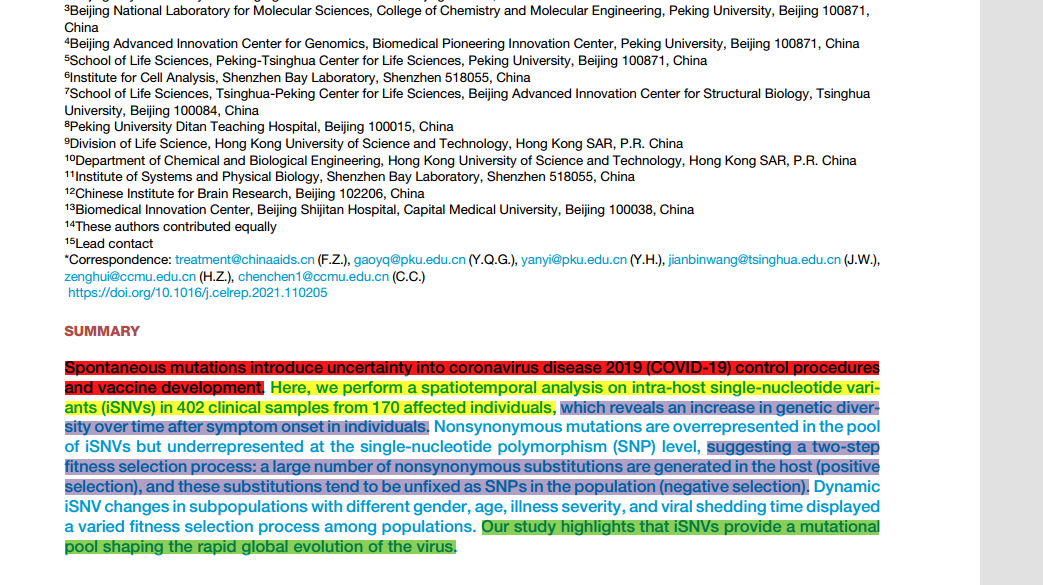 ³Beijing National Laboratory for Molecular Sciences, College of Chemistry and Molecular Engineering, Peking University, Beijing 100871,
China
⁴Beijing Advanced Innovation Center for Genomics, Biomedical Pioneering Innovation Center, Peking University, Beijing 100871, China
⁵School of Life Sciences, Peking-Tsinghua Center for Life Sciences, Peking University, Beijing 100871, China
⁶Institute for Cell Analysis, Shenzhen Bay Laboratory, Shenzhen 518055, China
⁷School of Life Sciences, Tsinghua-Peking Center for Life Sciences, Beijing Advanced Innovation Center for Structural Biology, Tsinghua
University, Beijing 100084, China
⁸Peking University Ditan Teaching Hospital, Beijing 100015, China
⁹Division of Life Science, Hong Kong University of Science and Technology, Hong Kong SAR, P.R. China
¹⁰Department of Chemical and Biological Engineering, Hong Kong University of Science and Technology, Hong Kong SAR, P.R. China
¹¹Institute of Systems and Physical Biology, Shenzhen Bay Laboratory, Shenzhen 518055, China
¹²Chinese Institute for Brain Research, Beijing 102206, China
¹³Biomedical Innovation Center, Beijing Shijitan Hospital, Capital Medical University, Beijing 100038, China
¹⁴These authors contributed equally
¹⁵Lead contact
*Correspondence: treatment@chinaaids.cn (F.Z.), gaoyq@pku.edu.cn (Y.Q.G.), yanyi@pku.edu.cn (Y.H.), jianbinwang@tsinghua.edu.cn (J.W.),
zenghui@ccmu.edu.cn (H.Z.), chenchen1@ccmu.edu.cn (C.C.)
https://doi.org/10.1016/j.celrep.2021.110205
SUMMARY
Spontaneous mutations introduce uncertainty into coronavirus disease 2019 (COVID-19) control procedures
and vaccine development. Here, we perform a spatiotemporal analysis on intra-host single-nucleotide vari-
ants (iSNVs) in 402 clinical samples from 170 affected individuals, which reveals an increase in genetic diver-
sity over time after symptom onset in individuals. Nonsynonymous mutations are overrepresented in the pool
of iSNVs but underrepresented at the single-nucleotide polymorphism (SNP) level, suggesting a two-step
fitness selection process: a large number of nonsynonymous substitutions are generated in the host (positive
selection), and these substitutions tend to be unfixed as SNPs in the population (negative selection). Dynamic
iSNV changes in subpopulations with different gender, age, illness severity, and viral shedding time displayed
a varied fitness selection process among populations. Our study highlights that iSNVs provide a mutational
pool shaping the rapid global evolution of the virus.